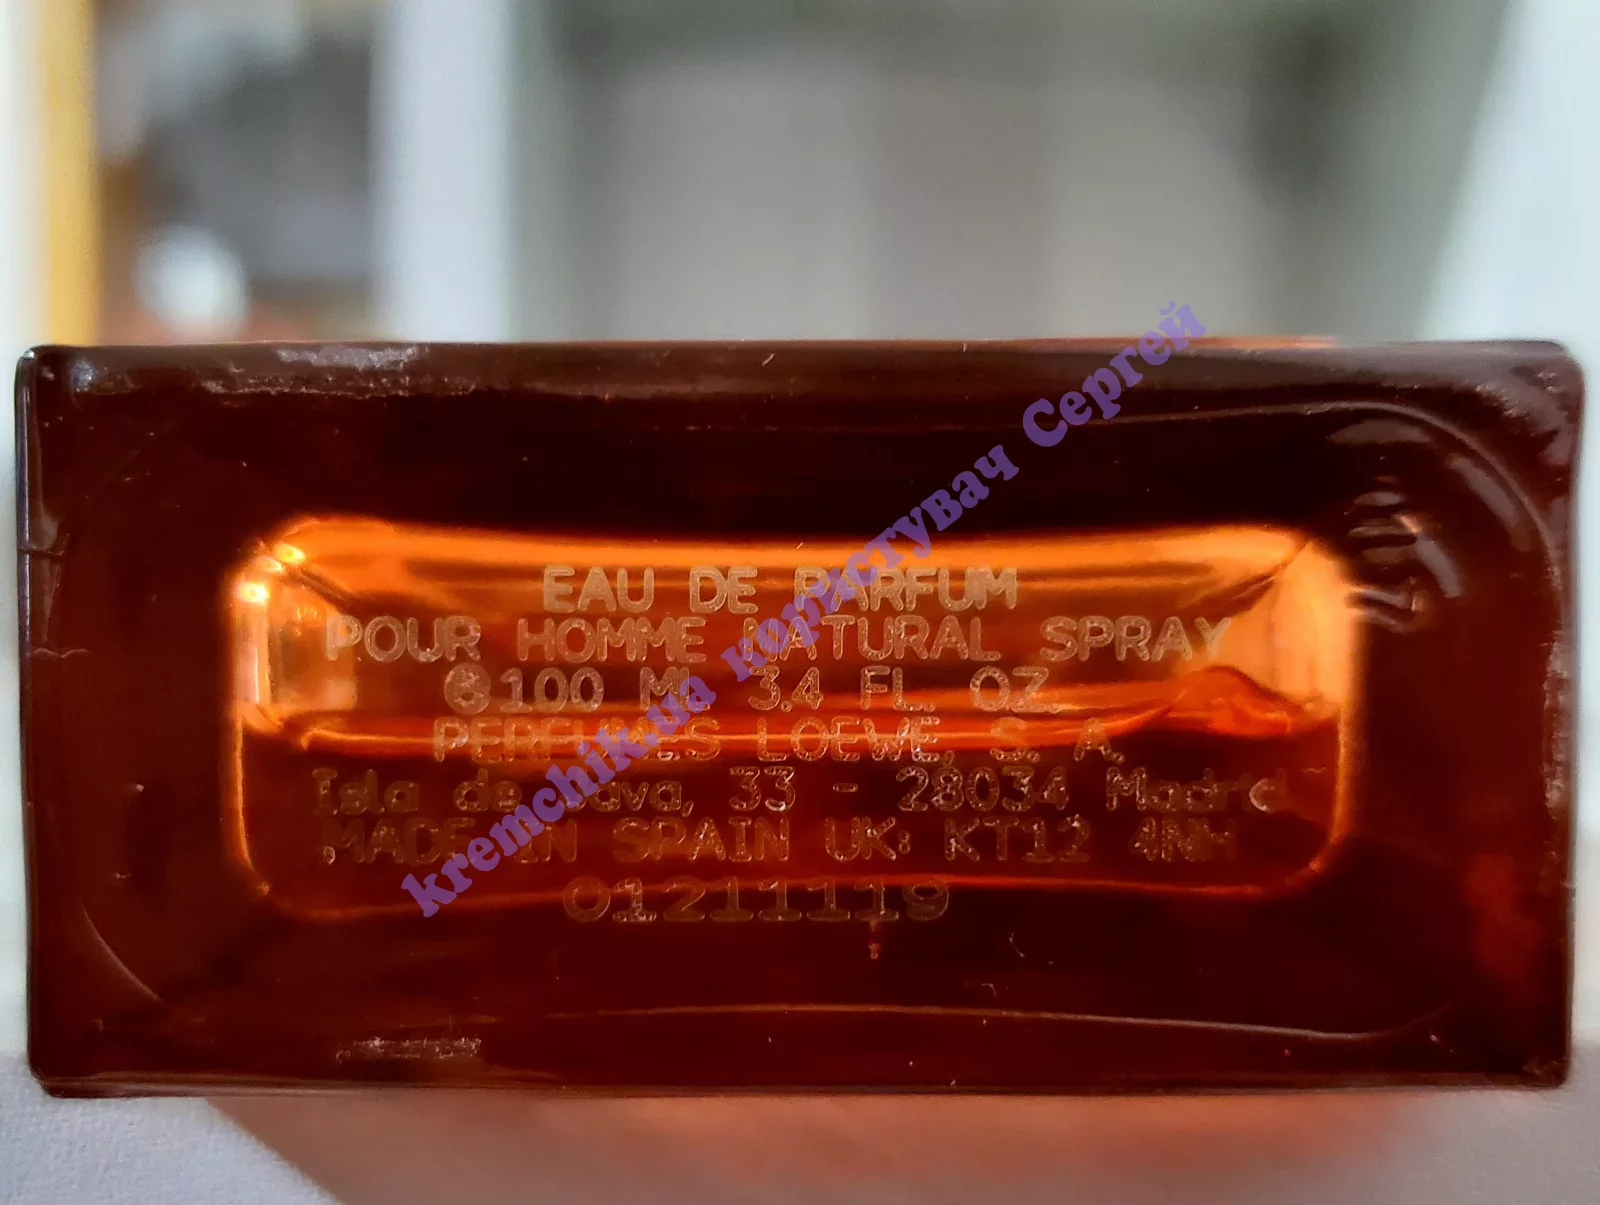 EAU DE PARFUM
POUR HOMME NATURAL SPRAY
100 ML 3.4 FL. OZ.
PERFUMES LOEWE, S. A.
Isla de Java, 33 - 28034 Madrid
MADE IN SPAIN UK: KT12 4NH
01211119
kremchik.ua користувач Сергей